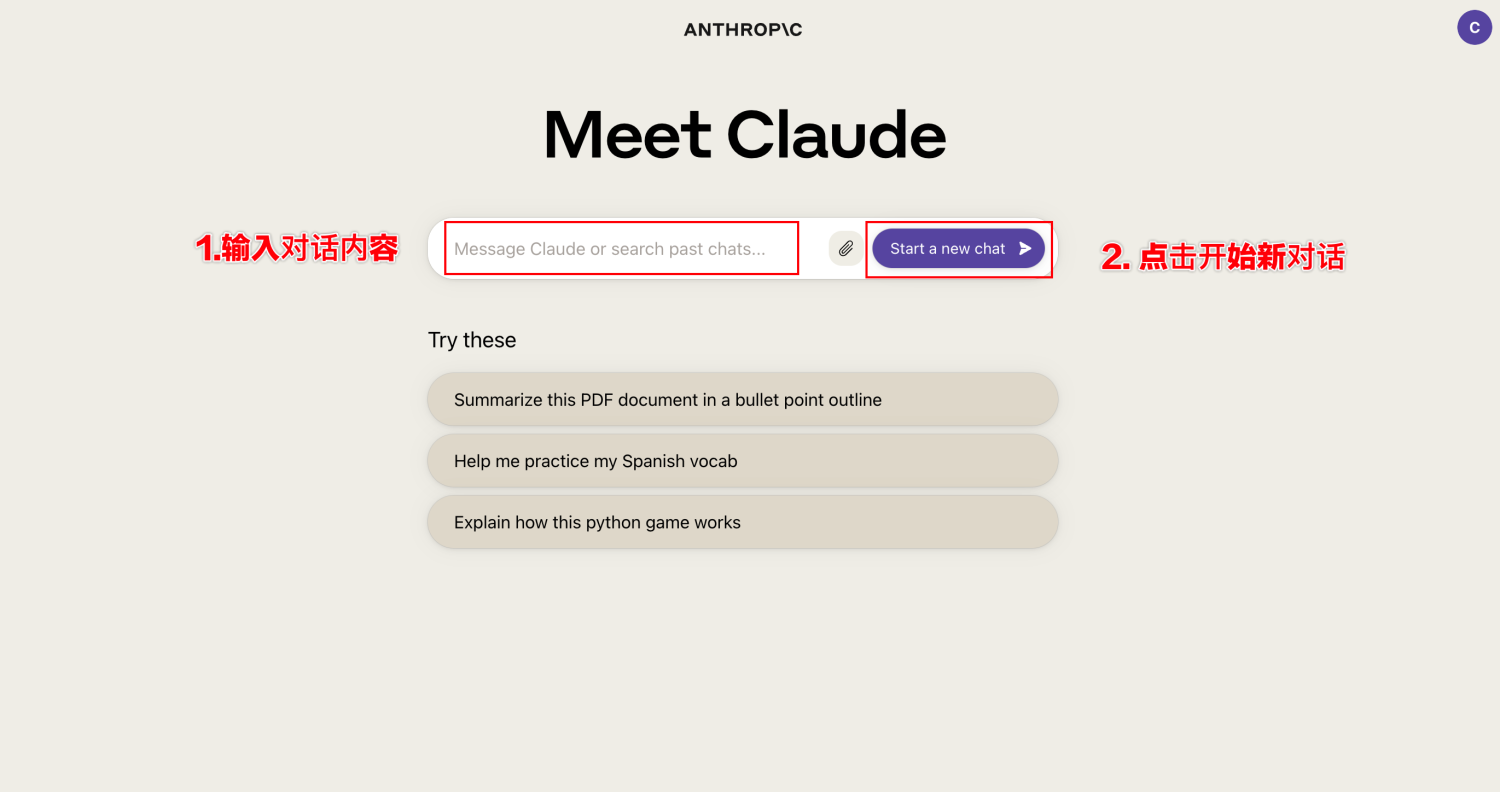 ANTHROP\C
C
Meet Claude
1.输入对话内容
Message Claude or search past chats...
Start a new chat
2. 点击开始新对话
Try these
Summarize this PDF document in a bullet point outline
Help me practice my Spanish vocab
Explain how this python game works